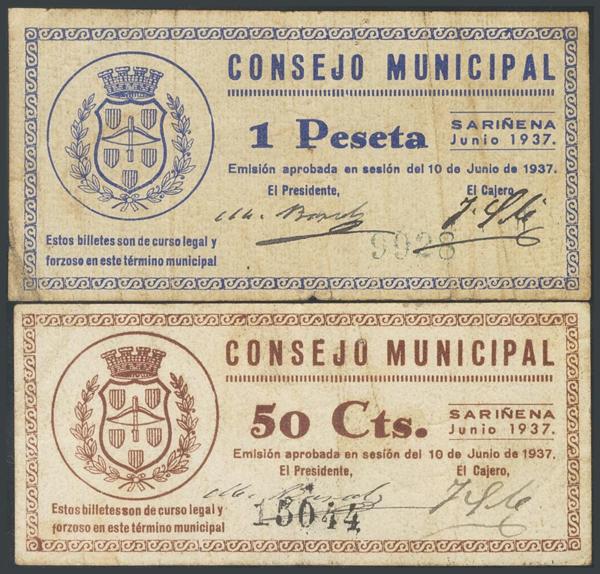 CONSEJO MUNICIPAL
1 Peseta
SARIÑENA
Junio 1937.
Emisión aprobada en sesión del 10 de Junio de 1937.
El Presidente,
El Cajero
9928
Estos billetes son de curso legal y
forzoso en este término municipal
CONSEJO MUNICIPAL
50 Cts.
SARIÑENA
Junio 1937.
Emisión aprobada en sesión del 10 de Junio de 1937.
El Presidente,
El Cajero,
15044
Estos billetes son de curso legal y
forzoso en este término municipal